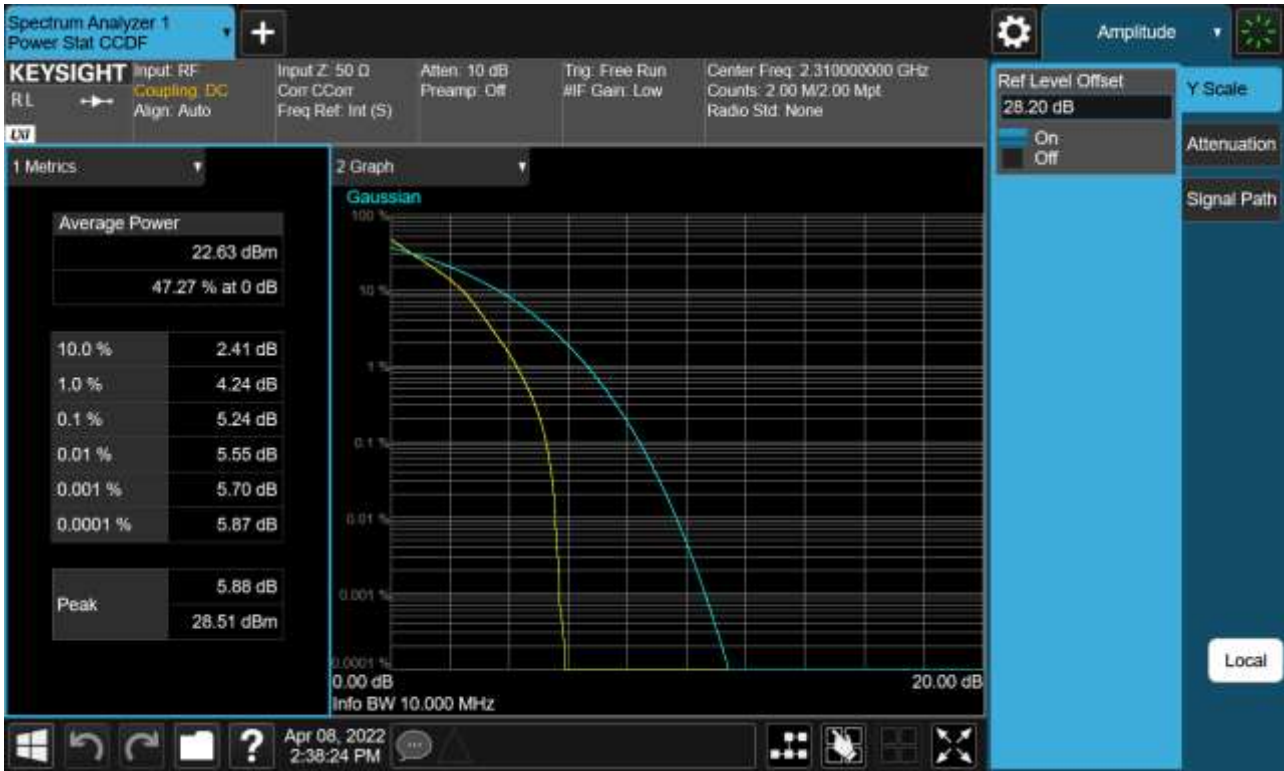 Spectrum Analyzer 1
Power Stat CCDF
+
Amplitude
KEYSIGHT
RL
LXI
Input: RF
Coupling: DC
Align: Auto
Input Z: 50 Ω
Corr CCorr
Freq Ref: Int (S)
Atten: 10 dB
Preamp: Off
Trig: Free Run
#IF Gain: Low
Center Freq: 2.310000000 GHz
Counts: 2.00 M/2.00 Mpt
Radio Std: None
Ref Level Offset
28.20 dB
On
Off
Y Scale
Attenuation
Signal Path
Local
1 Metrics
Average Power
22.63 dBm
47.27 % at 0 dB
10.0 % 2.41 dB
1.0 % 4.24 dB
0.1 % 5.24 dB
0.01 % 5.55 dB
0.001 % 5.70 dB
0.0001 % 5.87 dB
Peak
5.88 dB
28.51 dBm
2 Graph
Gaussian
100 %
10 %
1 %
0.1 %
0.01 %
0.001 %
0.0001 %
0.00 dB 20.00 dB
Info BW 10.000 MHz
?
Apr 08, 2022
2:38:24 PM